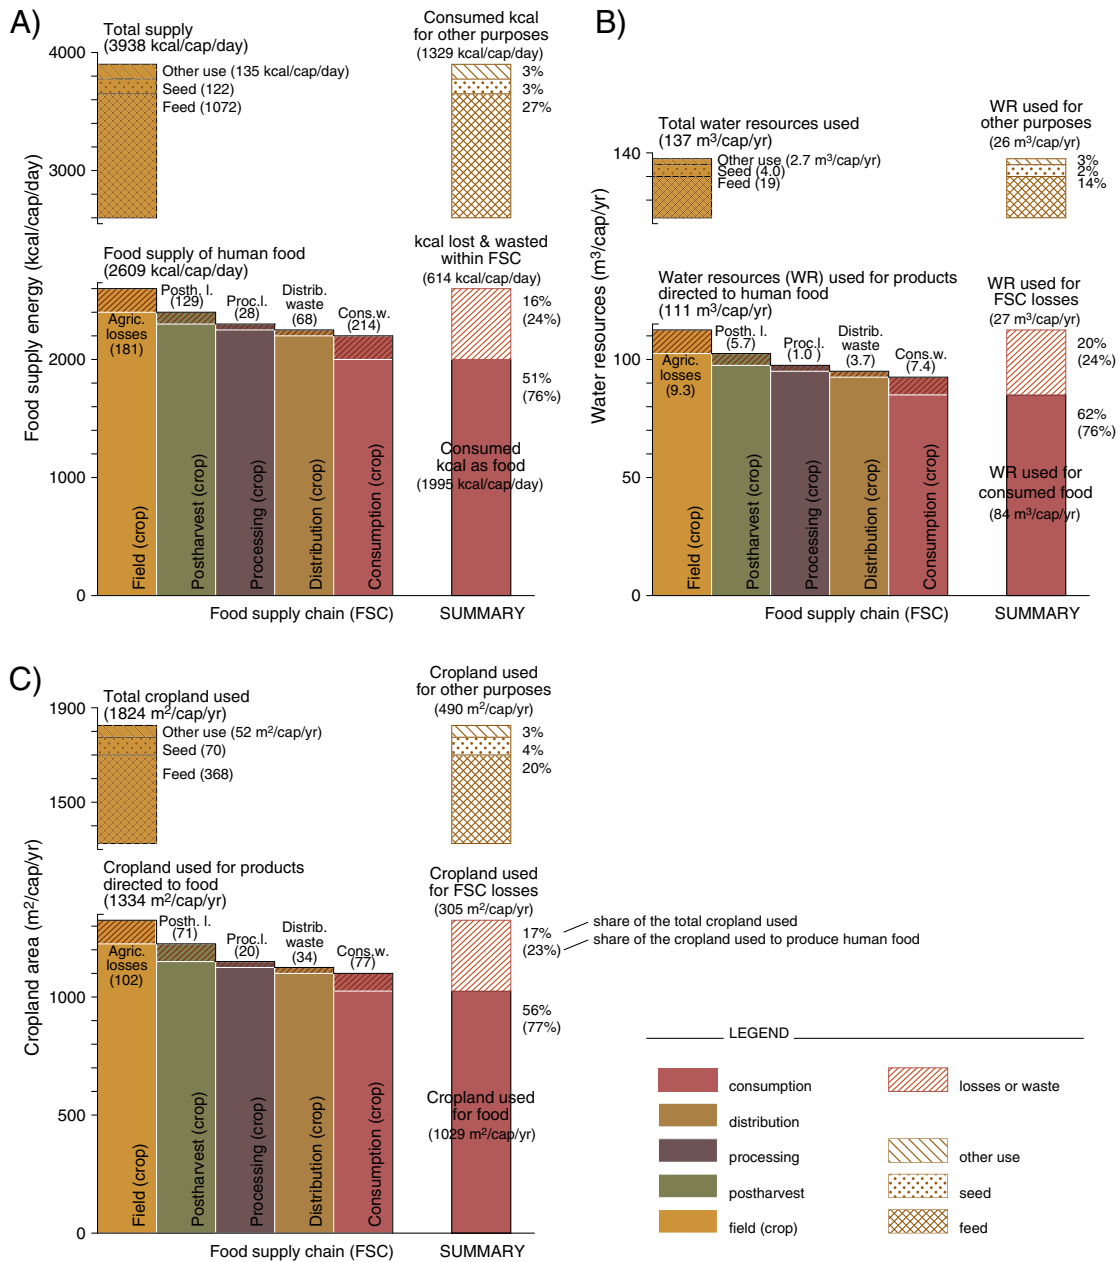 A)
Total supply
(3938 kcal/cap/day)
Consumed kcal
for other purposes
(1329 kcal/cap/day)
4000
Other use (135 kcal/cap/day)
Seed (122)
Feed (1072)
3%
3%
27%
3000
Food supply energy (kcal/cap/day)
Food supply of human food
(2609 kcal/cap/day)
kcal lost & wasted
within FSC
(614 kcal/cap/day)
Agric.
losses
(181)
Posth. l.
(129)
Proc.l.
(28)
Distrib.
waste
(68)
Cons.w.
(214)
16%
(24%)
2000
51%
(76%)
Consumed
kcal as food
(1995 kcal/cap/day)
1000
Field (crop)
Postharvest (crop)
Processing (crop)
Distribution (crop)
Consumption (crop)
0
Food supply chain (FSC)
SUMMARY
B)
Total water resources used
(137 m³/cap/yr)
WR used for
other purposes
(26 m³/cap/yr)
140
Other use (2.7 m³/cap/yr)
Seed (4.0)
Feed (19)
3%
2%
14%
Water resources (m³/cap/yr)
Water resources (WR) used for products
directed to human food
(111 m³/cap/yr)
WR used for
FSC losses
(27 m³/cap/yr)
Agric.
losses
(9.3)
Posth. l.
(5.7)
Proc.l.
(1.0 )
Distrib.
waste
(3.7)
Cons.w.
(7.4)
20%
(24%)
100
62%
(76%)
WR used for
consumed food
(84 m³/cap/yr)
50
Field (crop)
Postharvest (crop)
Processing (crop)
Distribution (crop)
Consumption (crop)
0
Food supply chain (FSC)
SUMMARY
C)
Total cropland used
(1824 m²/cap/yr)
Cropland used
for other purposes
(490 m²/cap/yr)
1900
Other use (52 m²/cap/yr)
Seed (70)
Feed (368)
3%
4%
20%
1500
Cropland area (m²/cap/yr)
Cropland used for products
directed to food
(1334 m²/cap/yr)
Cropland used
for FSC losses
(305 m²/cap/yr)
Agric.
losses
(102)
Posth. l.
(71)
Proc.l.
(20)
Distrib.
waste
(34)
Cons.w.
(77)
17%
(23%)
share of the total cropland used
share of the cropland used to produce human food
1000
56%
(77%)
Cropland used
for food
(1029 m²/cap/yr)
500
Field (crop)
Postharvest (crop)
Processing (crop)
Distribution (crop)
Consumption (crop)
0
Food supply chain (FSC)
SUMMARY
LEGEND
consumption
losses or waste
distribution
processing
other use
postharvest
seed
field (crop)
feed